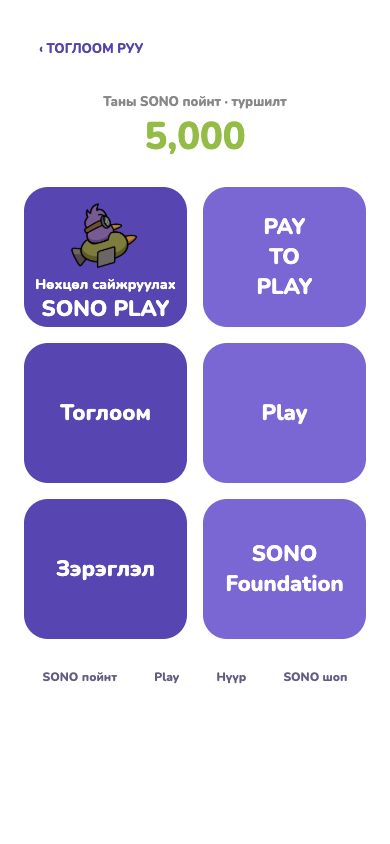 ‹ ТОГЛООМ РУУ
Таны SONO пойнт · туршилт
5,000
Нөхцөл сайжруулах
SONO PLAY
PAY
TO
PLAY
Тоглоом
Play
Зэрэглэл
SONO
Foundation
SONO пойнт
Play
Нүүр
SONO шоп